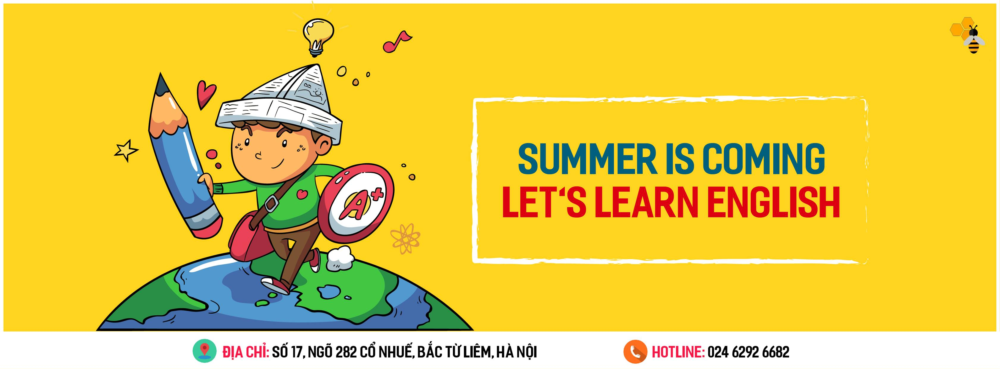 A+
SUMMER IS COMING
LET‘S LEARN ENGLISH
ĐỊA CHỈ: SỐ 17, NGÕ 282 CỔ NHUẾ, BẮC TỪ LIÊM, HÀ NỘI
HOTLINE: 024 6292 6682